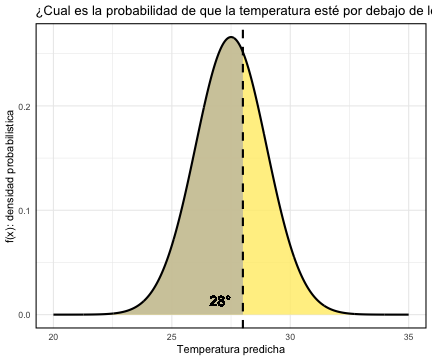 ¿Cual es la probabilidad de que la temperatura esté por debajo de l
f(x): densidad probabilística
0.2
0.1
0.0
28°
20
25
30
35
Temperatura predicha